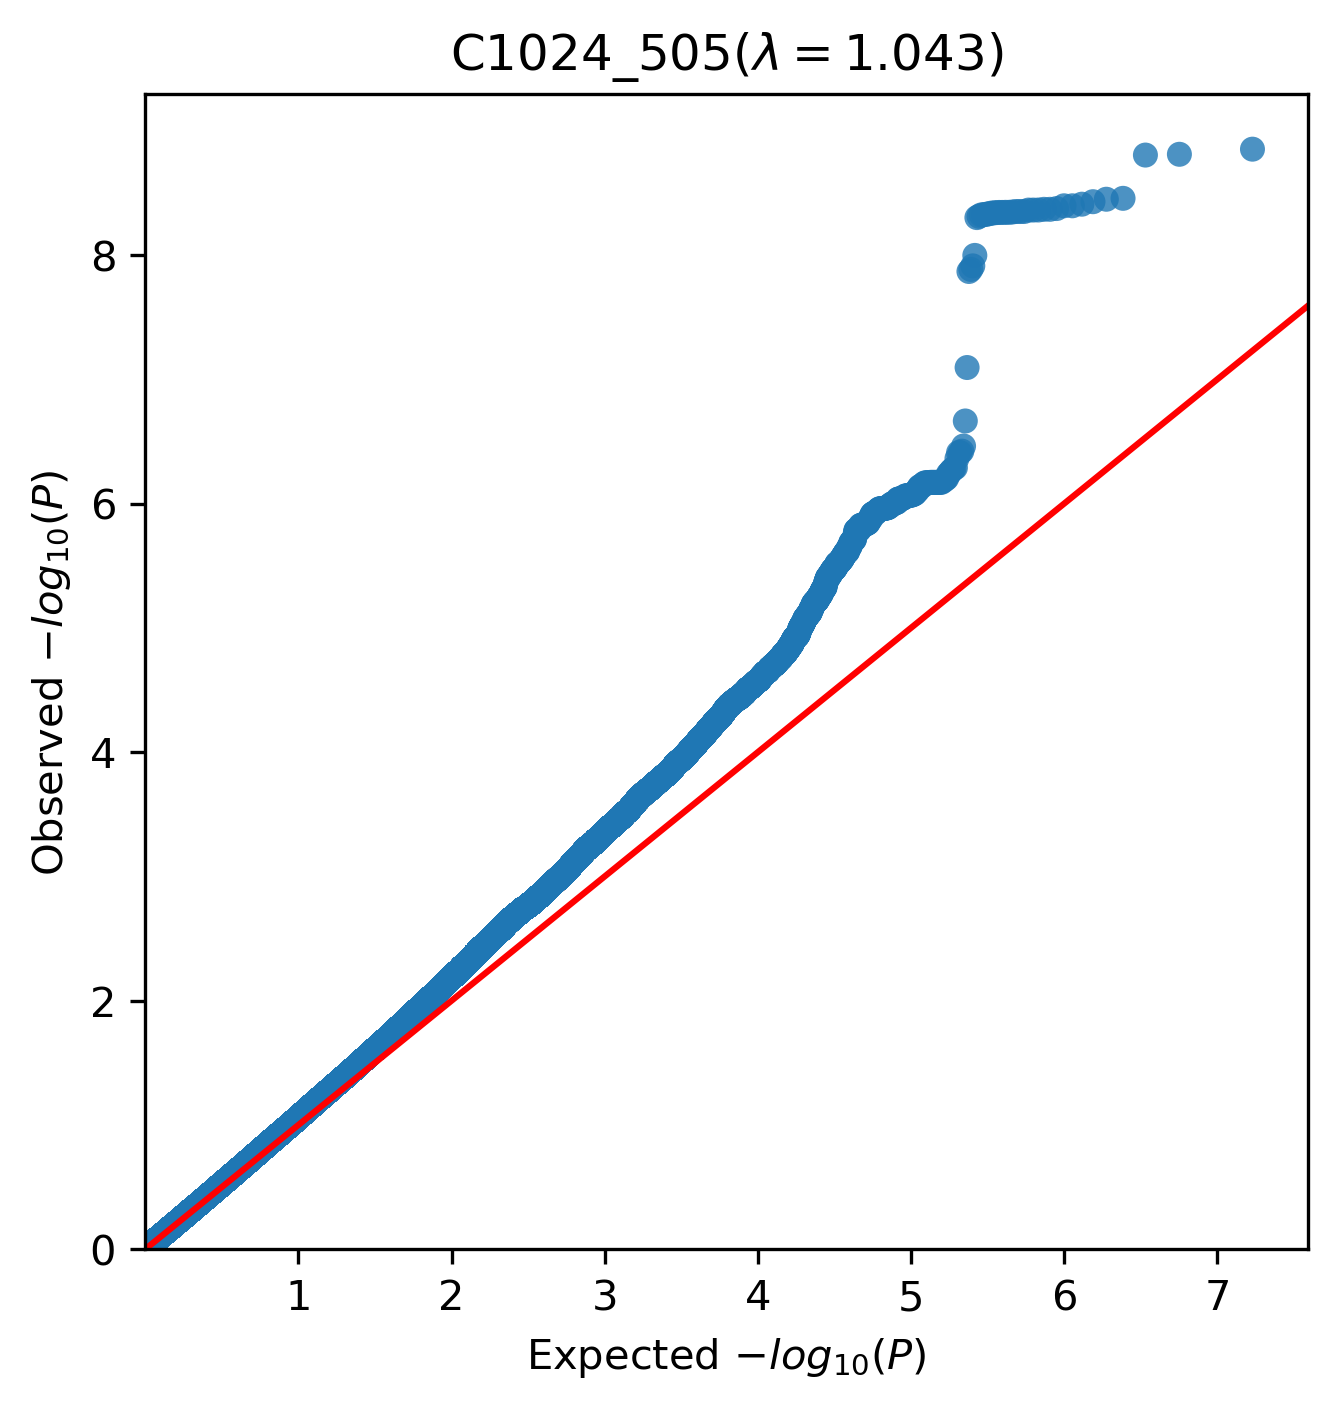 C1024_505(λ = 1.043)
8
6
4
2
0
Observed −log₁₀(P)
1 2 3 4 5 6 7
Expected −log₁₀(P)